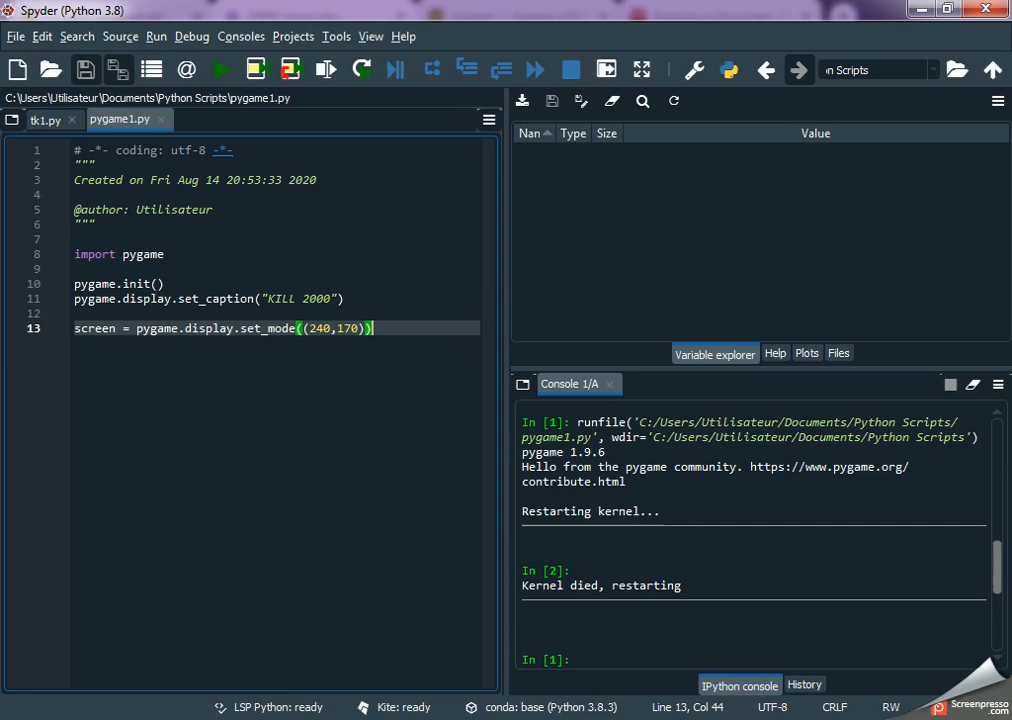 Spyder (Python 3.8)
File Edit Search Source Run Debug Consoles Projects Tools View Help
n Scripts
C:\Users\Utilisateur\Documents\Python Scripts\pygame1.py
tk1.py
pygame1.py
1 # -*- coding: utf-8 -*-
2 """
3 Created on Fri Aug 14 20:53:33 2020
4
5 @author: Utilisateur
6 """
7
8 import pygame
9
10 pygame.init()
11 pygame.display.set_caption("KILL 2000")
12
13 screen = pygame.display.set_mode((240,170))
Nan Type Size Value
Variable explorer Help Plots Files
Console 1/A
In [1]: runfile('C:/Users/Utilisateur/Documents/Python Scripts/
pygame1.py', wdir='C:/Users/Utilisateur/Documents/Python Scripts')
pygame 1.9.6
Hello from the pygame community. https://www.pygame.org/
contribute.html
Restarting kernel...
In [2]:
Kernel died, restarting
In [1]:
IPython console History
LSP Python: ready Kite: ready conda: base (Python 3.8.3) Line 13, Col 44 UTF-8 CRLF RW
Screenpresso
.com